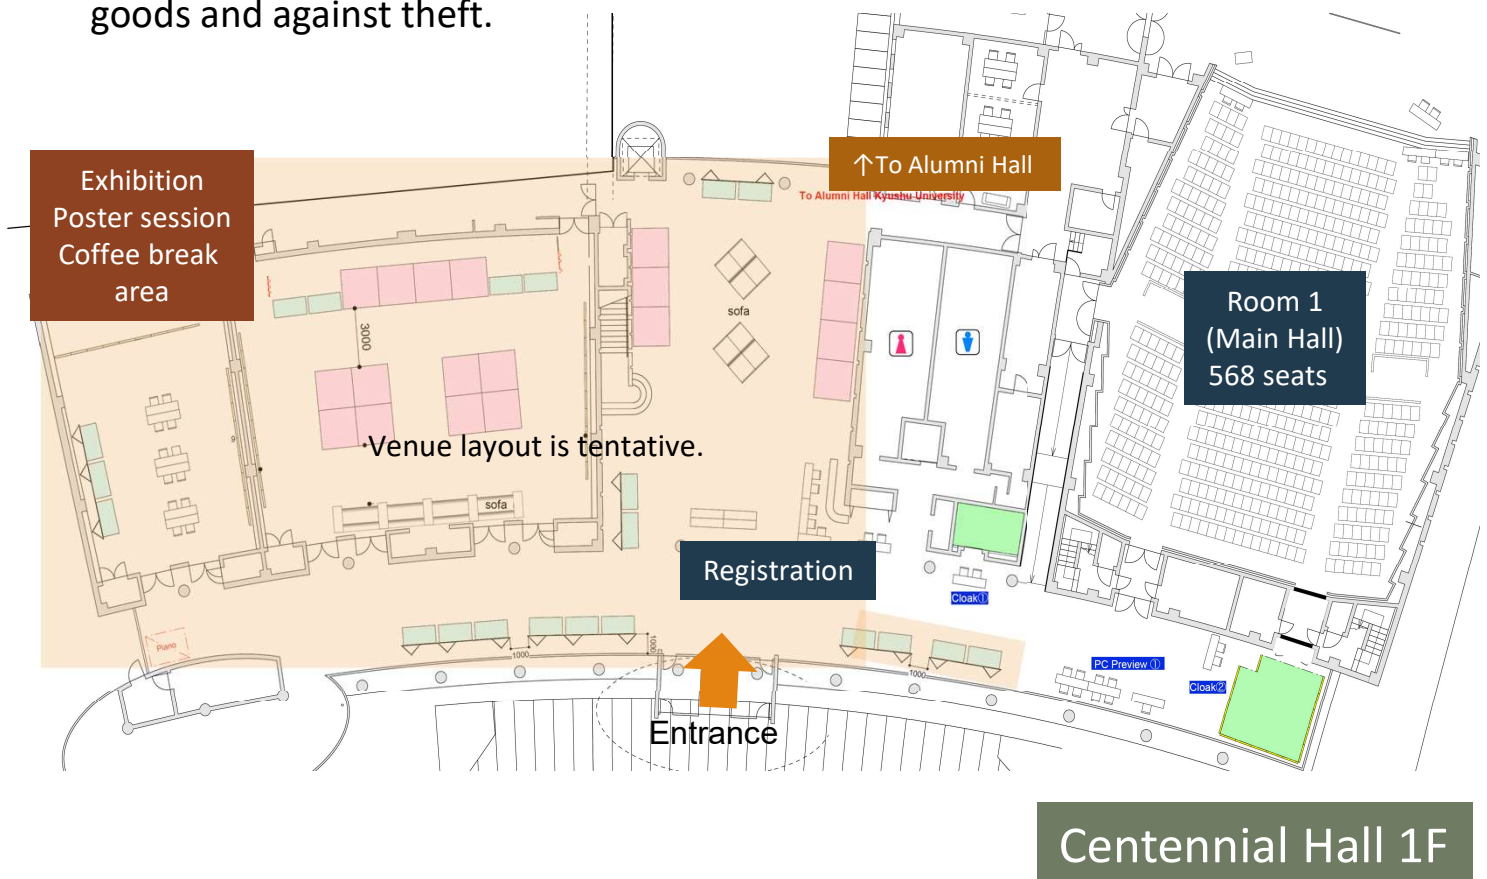 goods and against theft.
Exhibition
Poster session
Coffee break
area
↑To Alumni Hall
To Alumni Hall Kyushu University
Room 1
(Main Hall)
568 seats
sofa
3000
Venue layout is tentative.
9
sofa
Registration
Cloak①
Piano
1000
1000
1000
PC Preview ①
Cloak②
Entrance
Centennial Hall 1F